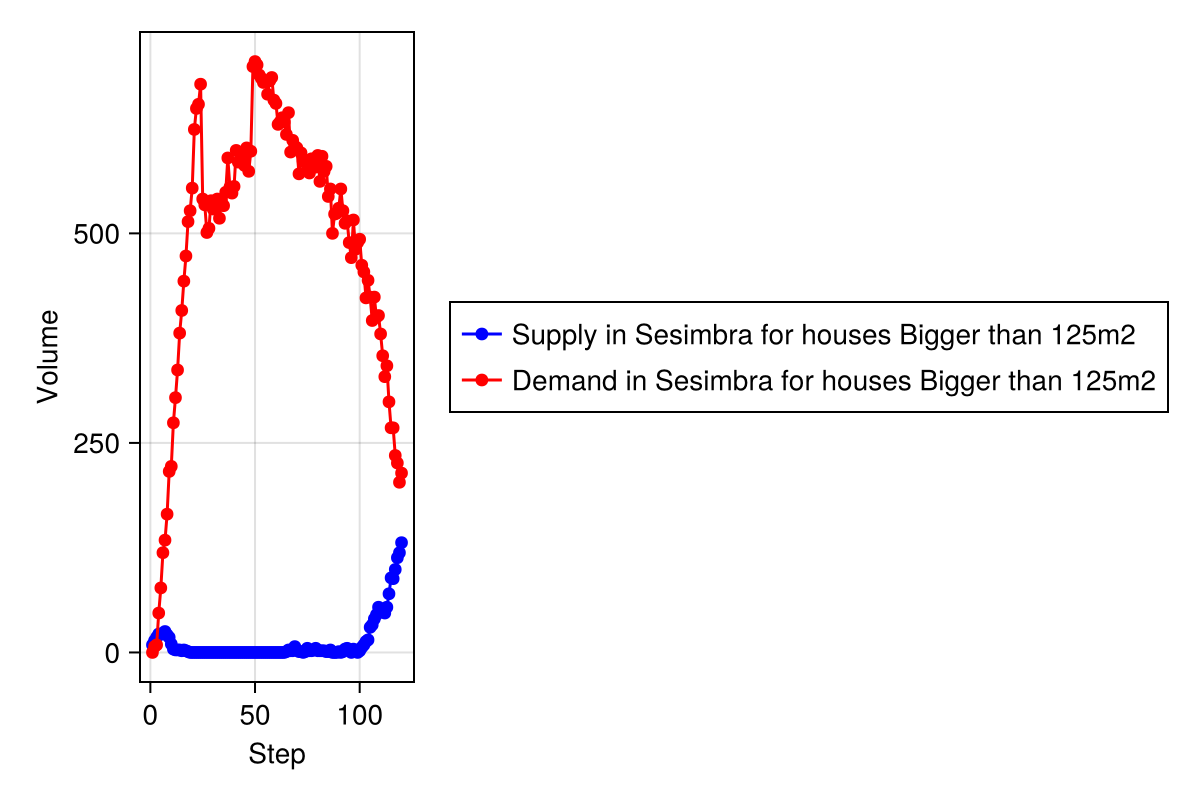 Volume
500
250
0
0 50 100
Step
Supply in Sesimbra for houses Bigger than 125m2
Demand in Sesimbra for houses Bigger than 125m2